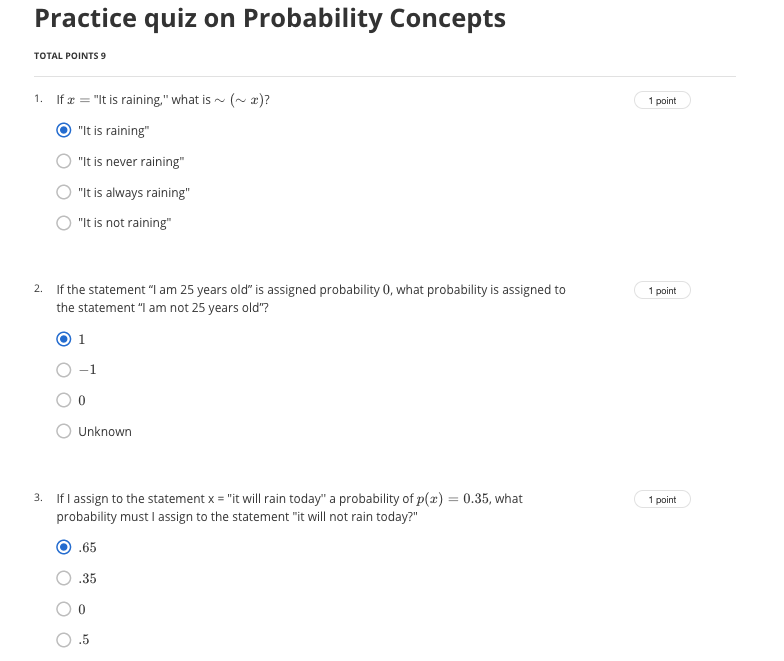 Practice quiz on Probability Concepts
TOTAL POINTS 9
1. If x = "It is raining," what is ∼ (∼ x)?
1 point
"It is raining"
"It is never raining"
"It is always raining"
"It is not raining"
2. If the statement “I am 25 years old” is assigned probability 0, what probability is assigned to
the statement “I am not 25 years old”?
1 point
1
−1
0
Unknown
3. If I assign to the statement x = "it will rain today" a probability of p(x) = 0.35, what
probability must I assign to the statement "it will not rain today?"
1 point
.65
.35
0
.5